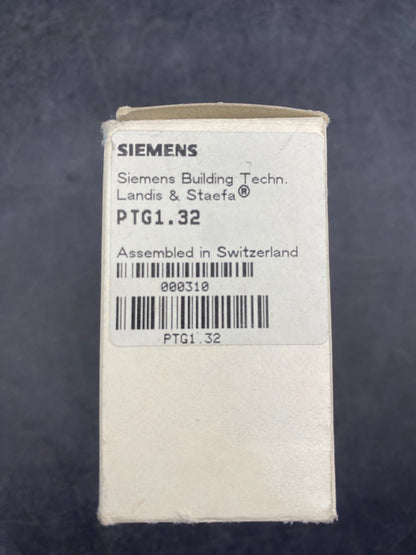 SIEMENS
Siemens Building Techn.
Landis & Staefa®
PTG1.32
Assembled in Switzerland
000310
PTG1.32